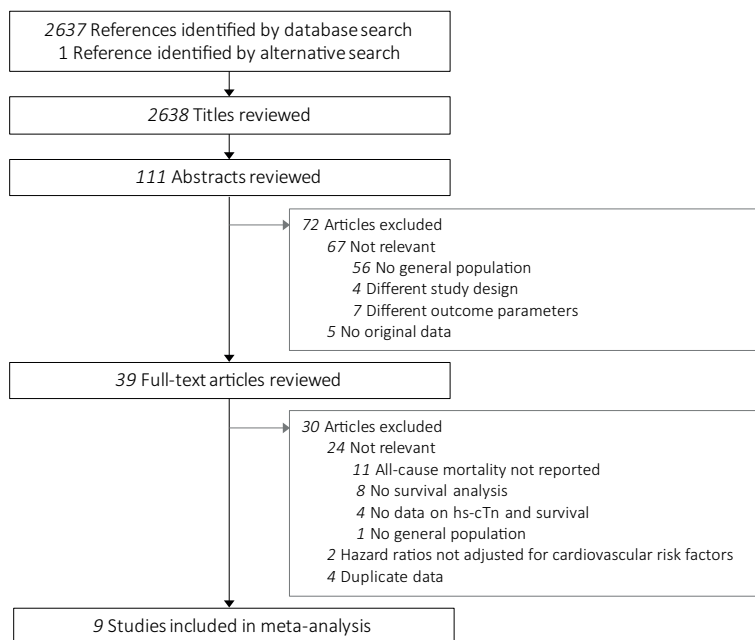 2637 References identified by database search
1 Reference identified by alternative search
2638 Titles reviewed
111 Abstracts reviewed
72 Articles excluded
67 Not relevant
56 No general population
4 Different study design
7 Different outcome parameters
5 No original data
39 Full-text articles reviewed
30 Articles excluded
24 Not relevant
11 All-cause mortality not reported
8 No survival analysis
4 No data on hs-cTn and survival
1 No general population
2 Hazard ratios not adjusted for cardiovascular risk factors
4 Duplicate data
9 Studies included in meta-analysis